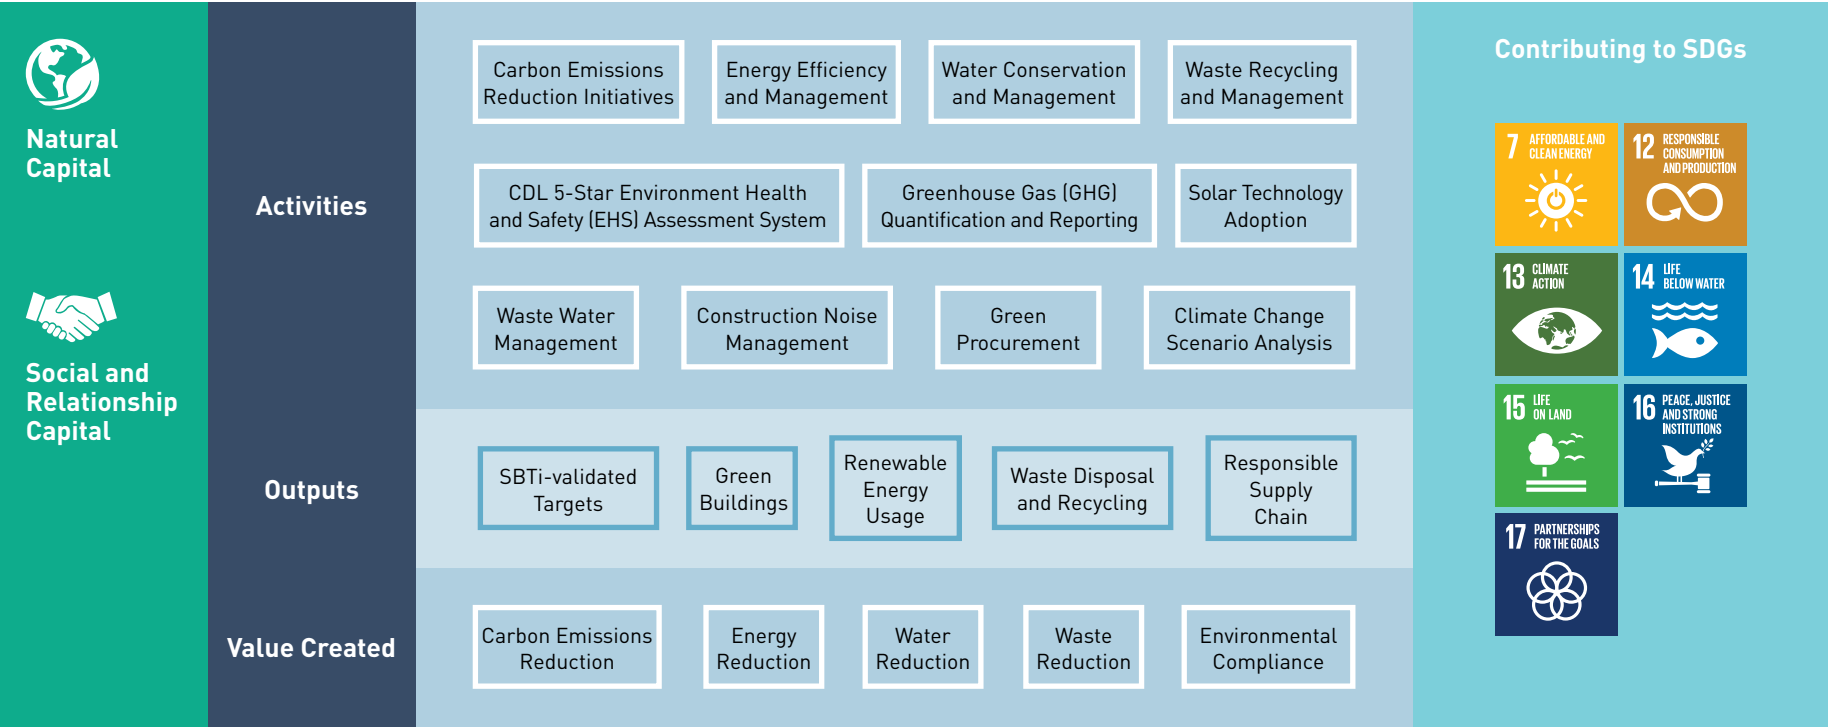 Natural
Capital
Social and
Relationship
Capital
Activities
Carbon Emissions
Reduction Initiatives
Energy Efficiency
and Management
Water Conservation
and Management
Waste Recycling
and Management
CDL 5-Star Environment Health
and Safety (EHS) Assessment System
Greenhouse Gas (GHG)
Quantification and Reporting
Solar Technology
Adoption
Waste Water
Management
Construction Noise
Management
Green
Procurement
Climate Change
Scenario Analysis
Outputs
SBTi-validated
Targets
Green
Buildings
Renewable
Energy
Usage
Waste Disposal
and Recycling
Responsible
Supply
Chain
Value Created
Carbon Emissions
Reduction
Energy
Reduction
Water
Reduction
Waste
Reduction
Environmental
Compliance
Contributing to SDGs
7 AFFORDABLE AND
CLEAN ENERGY
12 RESPONSIBLE
CONSUMPTION
AND PRODUCTION
13 CLIMATE
ACTION
14 LIFE
BELOW WATER
15 LIFE
ON LAND
16 PEACE, JUSTICE
AND STRONG
INSTITUTIONS
17 PARTNERSHIPS
FOR THE GOALS